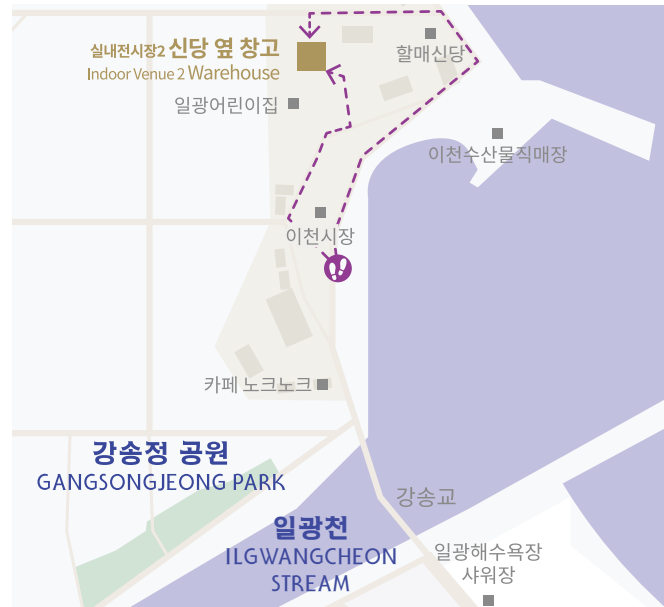 실내전시장2 신당 옆 창고
Indoor Venue 2 Warehouse
할매신당
일광어린이집
이천수산물직매장
이천시장
카페 노크노크
강송정 공원
GANGSONGJEONG PARK
강송교
일광천
ILGWANGCHEON
STREAM
일광해수욕장
샤워장